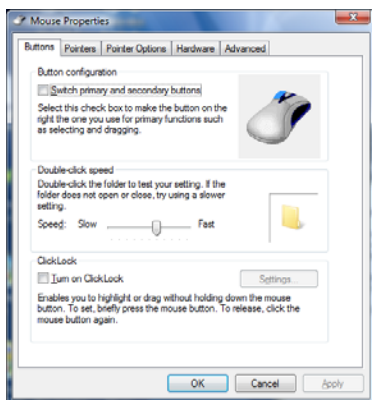 Mouse Properties
Buttons Pointers Pointer Options Hardware Advanced
Button configuration
Switch primary and secondary buttons
Select this check box to make the button on the
right the one you use for primary functions such
as selecting and dragging.
Double-click speed
Double-click the folder to test your setting. If the
folder does not open or close, try using a slower
setting.
Speed: Slow Fast
ClickLock
Turn on ClickLock
Settings...
Enables you to highlight or drag without holding down the mouse
button. To set, briefly press the mouse button. To release, click the
mouse button again.
OK Cancel Apply